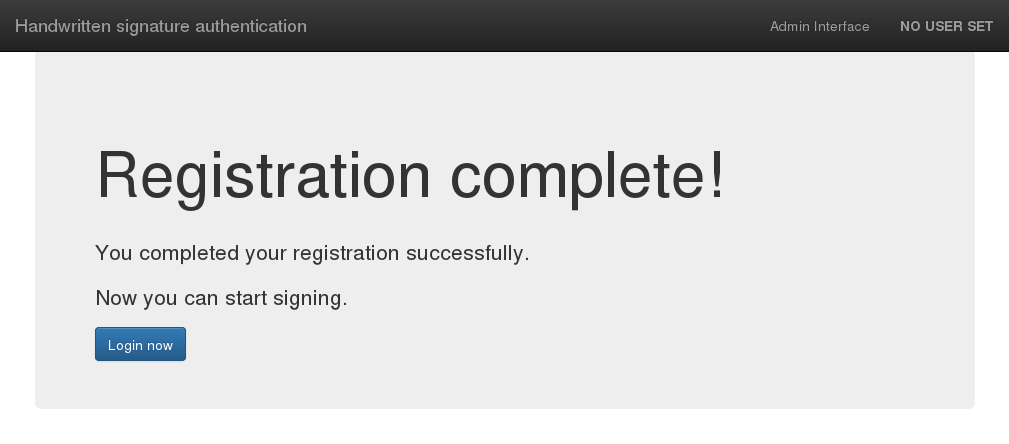 Handwritten signature authentication
Admin Interface
NO USER SET
Registration complete!
You completed your registration successfully.
Now you can start signing.
Login now